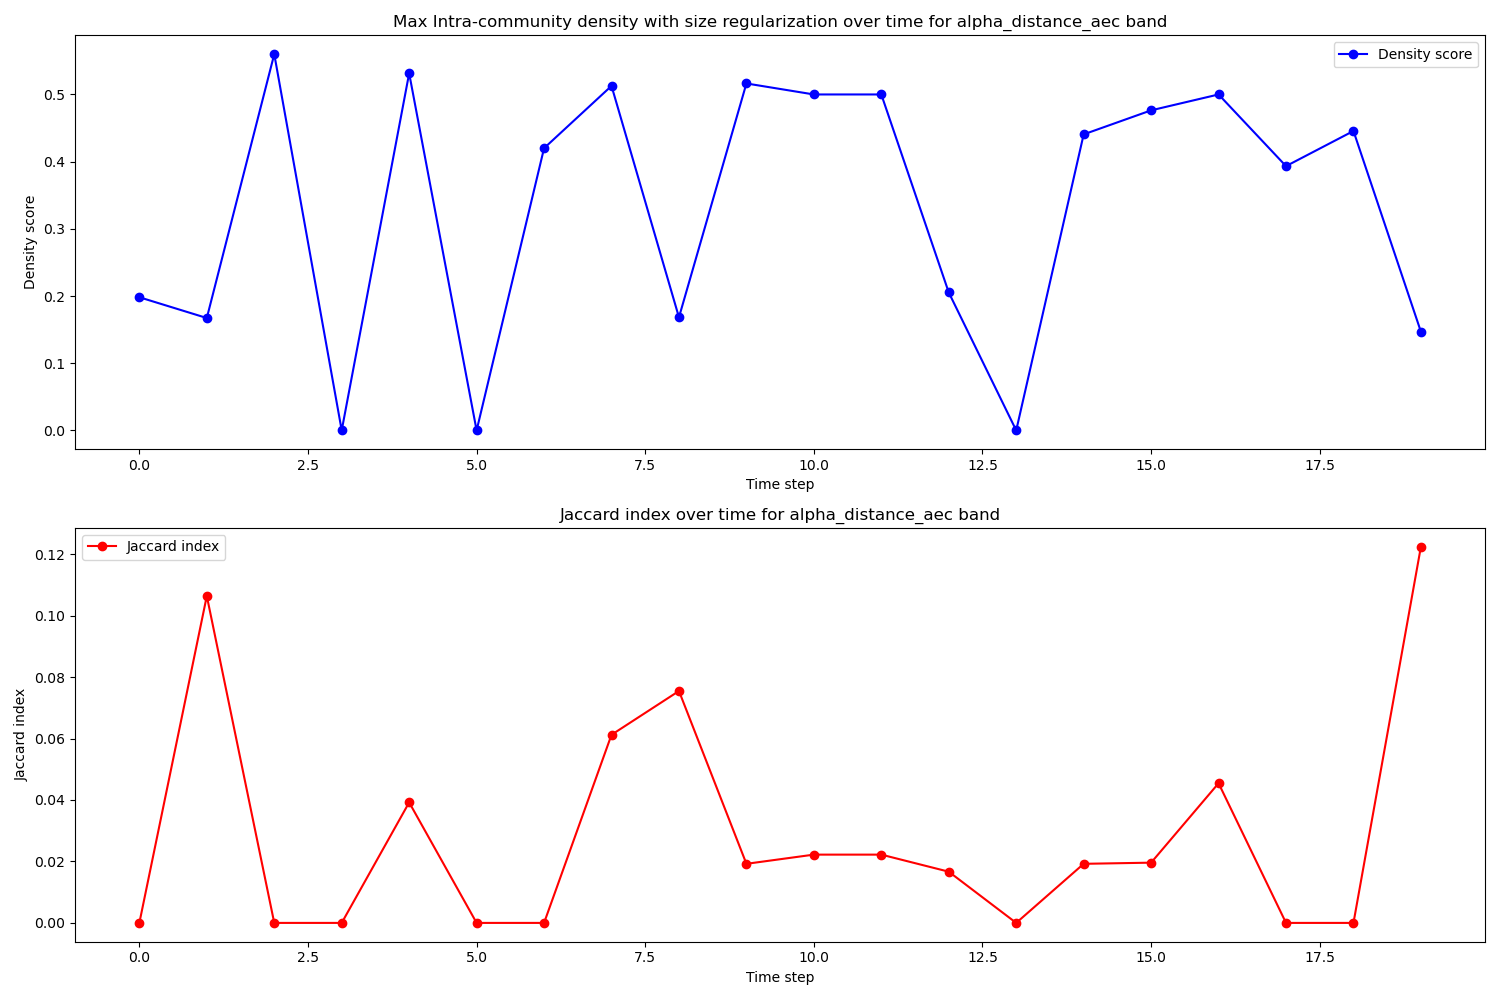 Max Intra-community density with size regularization over time for alpha_distance_aec band
Density score
Density score
0.5
0.4
0.3
0.2
0.1
0.0
0.0 2.5 5.0 7.5 10.0 12.5 15.0 17.5
Time step
Jaccard index over time for alpha_distance_aec band
Jaccard index
Jaccard index
0.12
0.10
0.08
0.06
0.04
0.02
0.00
0.0 2.5 5.0 7.5 10.0 12.5 15.0 17.5
Time step